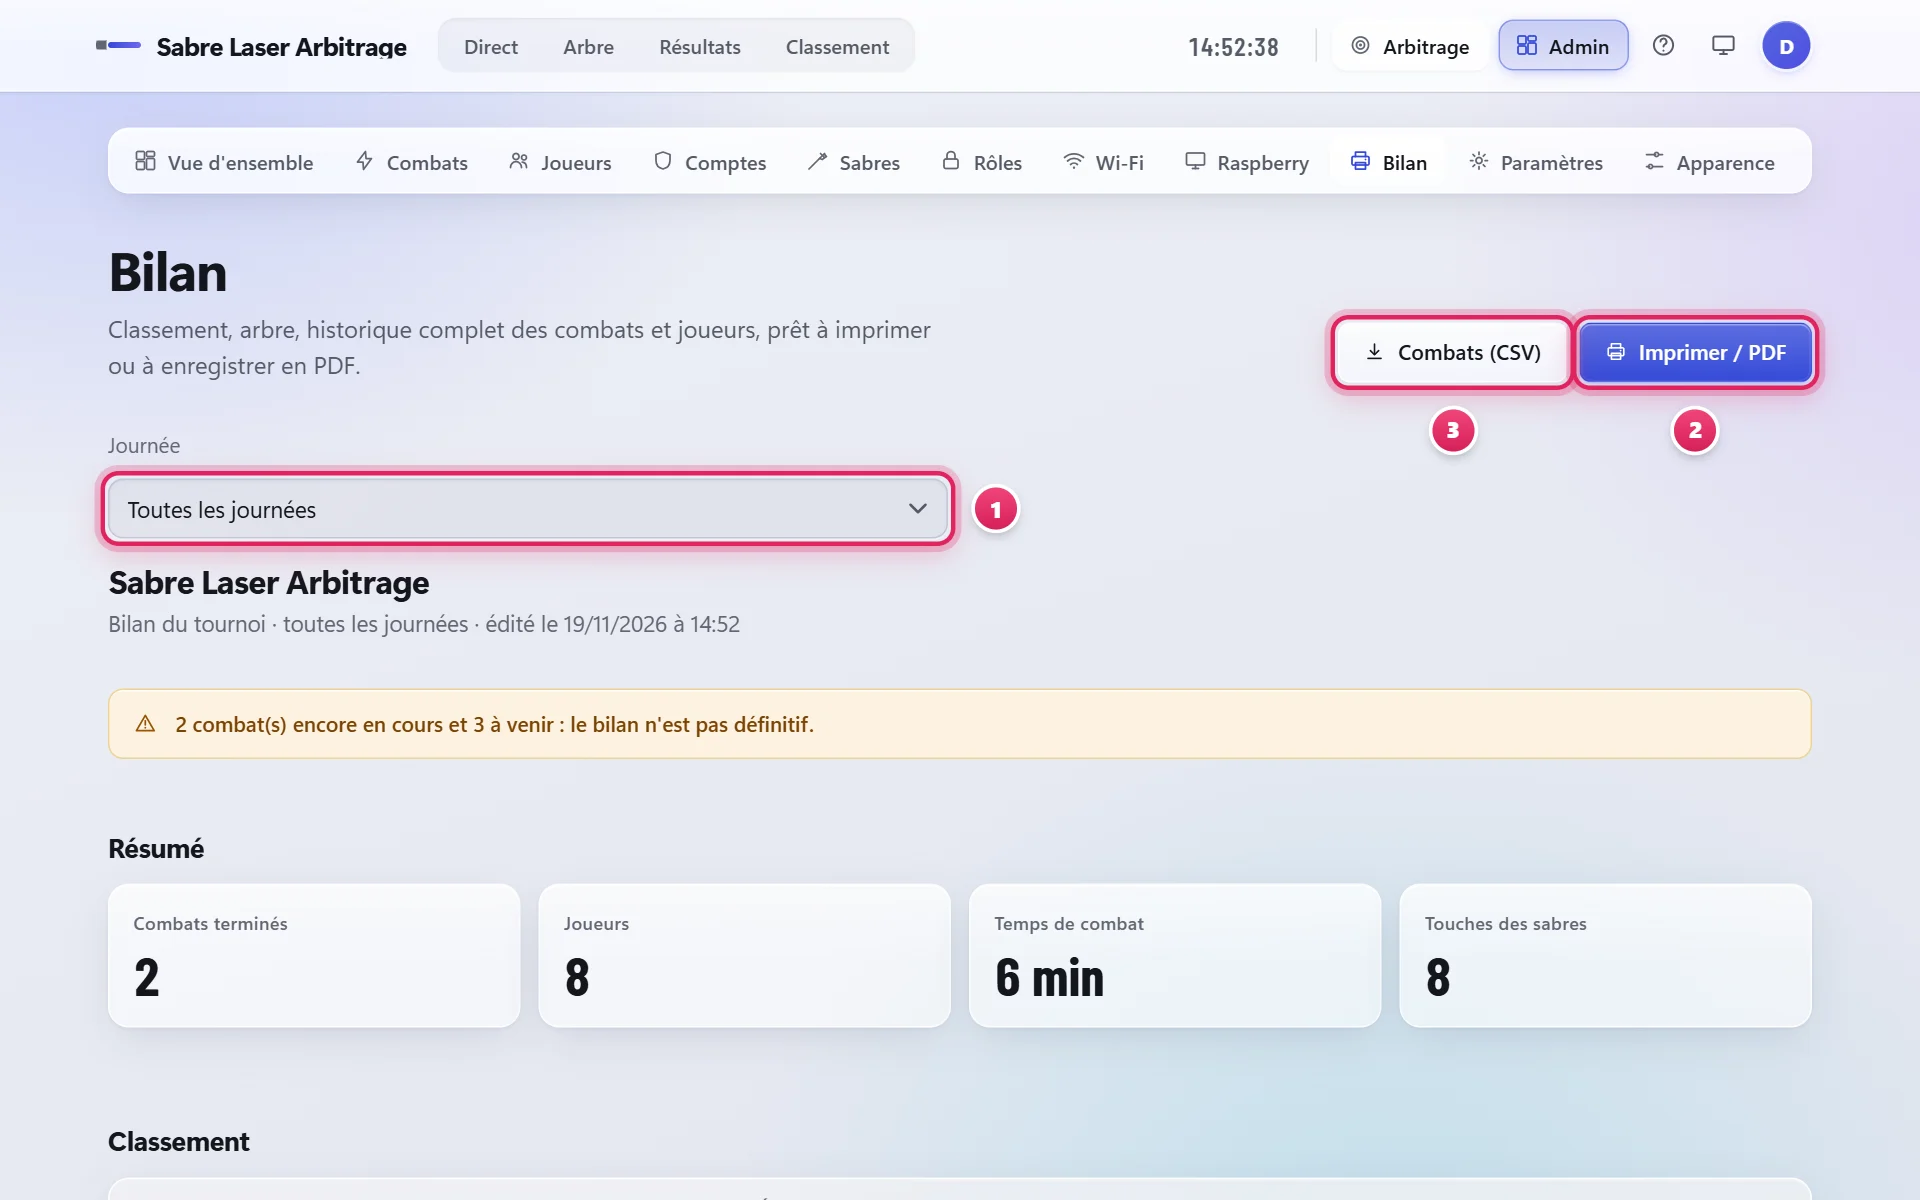 Sabre Laser Arbitrage
Direct
Arbre
Résultats
Classement
14:52:38
Arbitrage
Admin
D
Vue d'ensemble
Combats
Joueurs
Comptes
Sabres
Rôles
Wi-Fi
Raspberry
Bilan
Paramètres
Apparence
Bilan
Classement, arbre, historique complet des combats et joueurs, prêt à imprimer
ou à enregistrer en PDF.
Combats (CSV)
Imprimer / PDF
3
2
Journée
Toutes les journées
1
Sabre Laser Arbitrage
Bilan du tournoi · toutes les journées · édité le 19/11/2026 à 14:52
2 combat(s) encore en cours et 3 à venir : le bilan n'est pas définitif.
Résumé
Combats terminés
2
Joueurs
8
Temps de combat
6 min
Touches des sabres
8
Classement